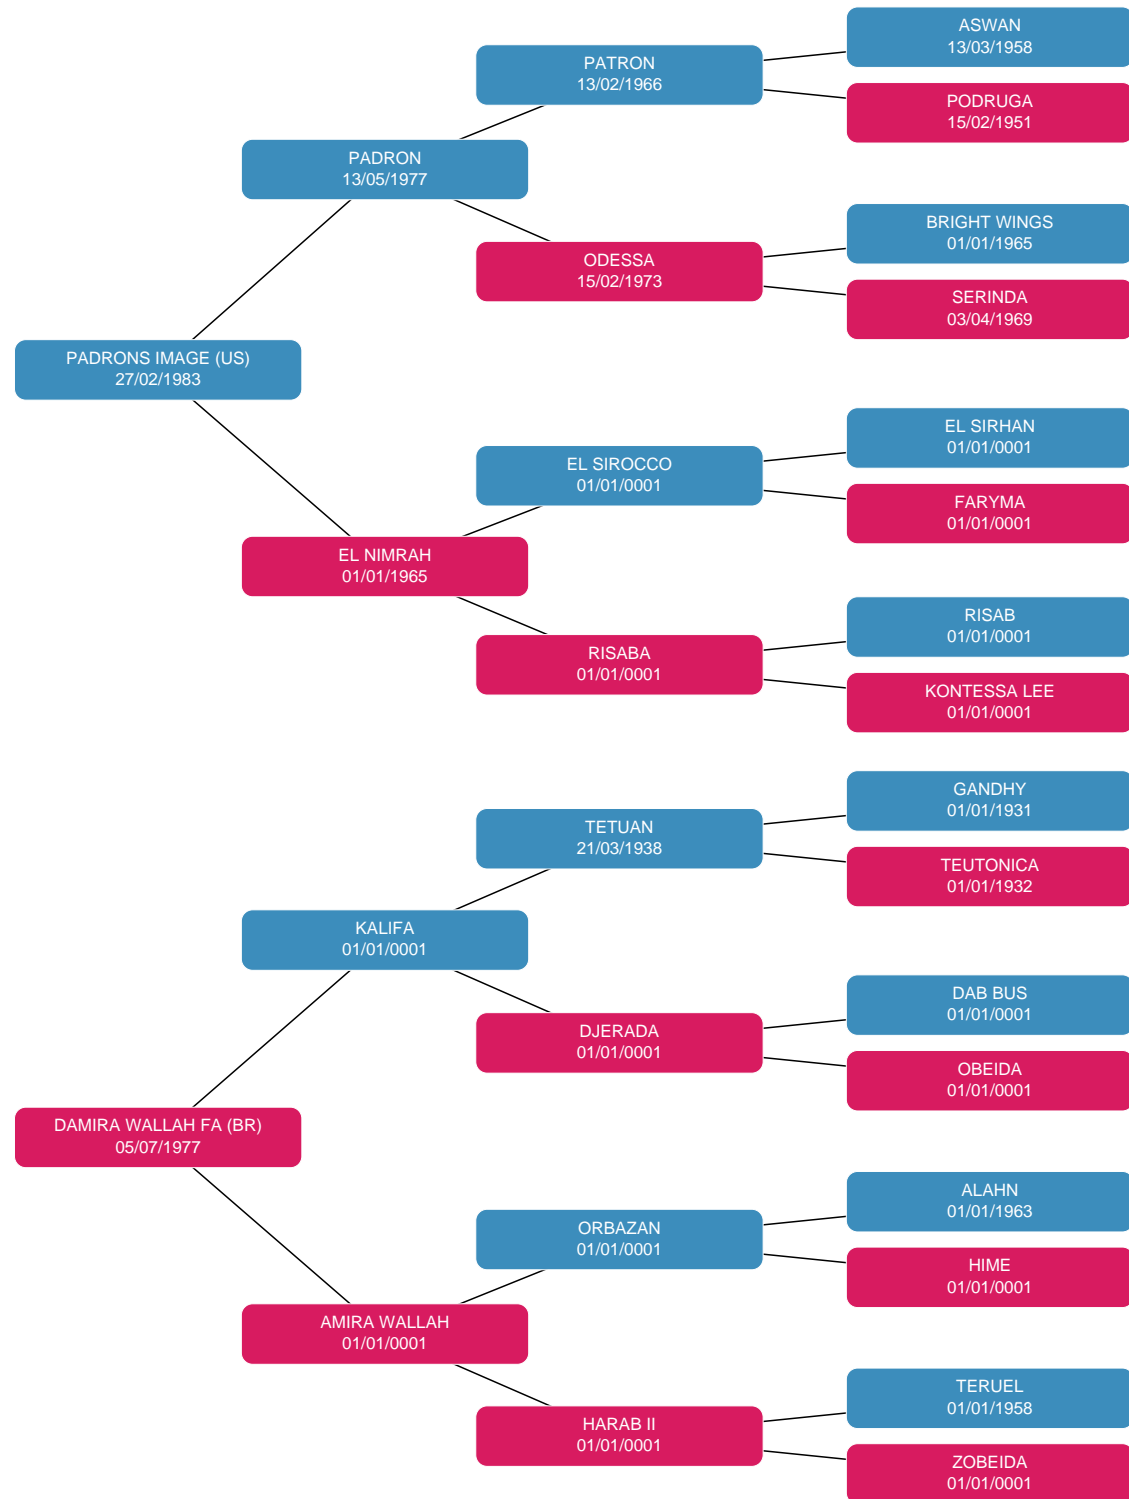 ASWAN
13/03/1958
PATRON
13/02/1966
PODRUGA
15/02/1951
PADRON
13/05/1977
BRIGHT WINGS
01/01/1965
ODESSA
15/02/1973
SERINDA
03/04/1969
PADRONS IMAGE (US)
27/02/1983
EL SIRHAN
01/01/0001
EL SIROCCO
01/01/0001
FARYMA
01/01/0001
EL NIMRAH
01/01/1965
RISAB
01/01/0001
RISABA
01/01/0001
KONTESSA LEE
01/01/0001
GANDHY
01/01/1931
TETUAN
21/03/1938
TEUTONICA
01/01/1932
KALIFA
01/01/0001
DAB BUS
01/01/0001
DJERADA
01/01/0001
OBEIDA
01/01/0001
DAMIRA WALLAH FA (BR)
05/07/1977
ALAHN
01/01/1963
ORBAZAN
01/01/0001
HIME
01/01/0001
AMIRA WALLAH
01/01/0001
TERUEL
01/01/1958
HARAB II
01/01/0001
ZOBEIDA
01/01/0001